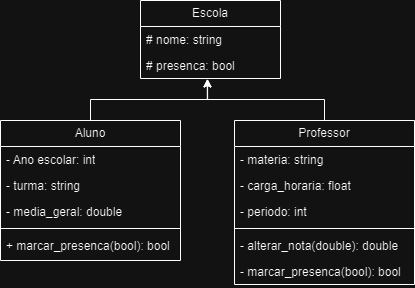 Escola
# nome: string
# presenca: bool
Aluno
- Ano escolar: int
- turma: string
- media_geral: double
+ marcar_presenca(bool): bool
Professor
- materia: string
- carga_horaria: float
- periodo: int
- alterar_nota(double): double
- marcar_presenca(bool): bool